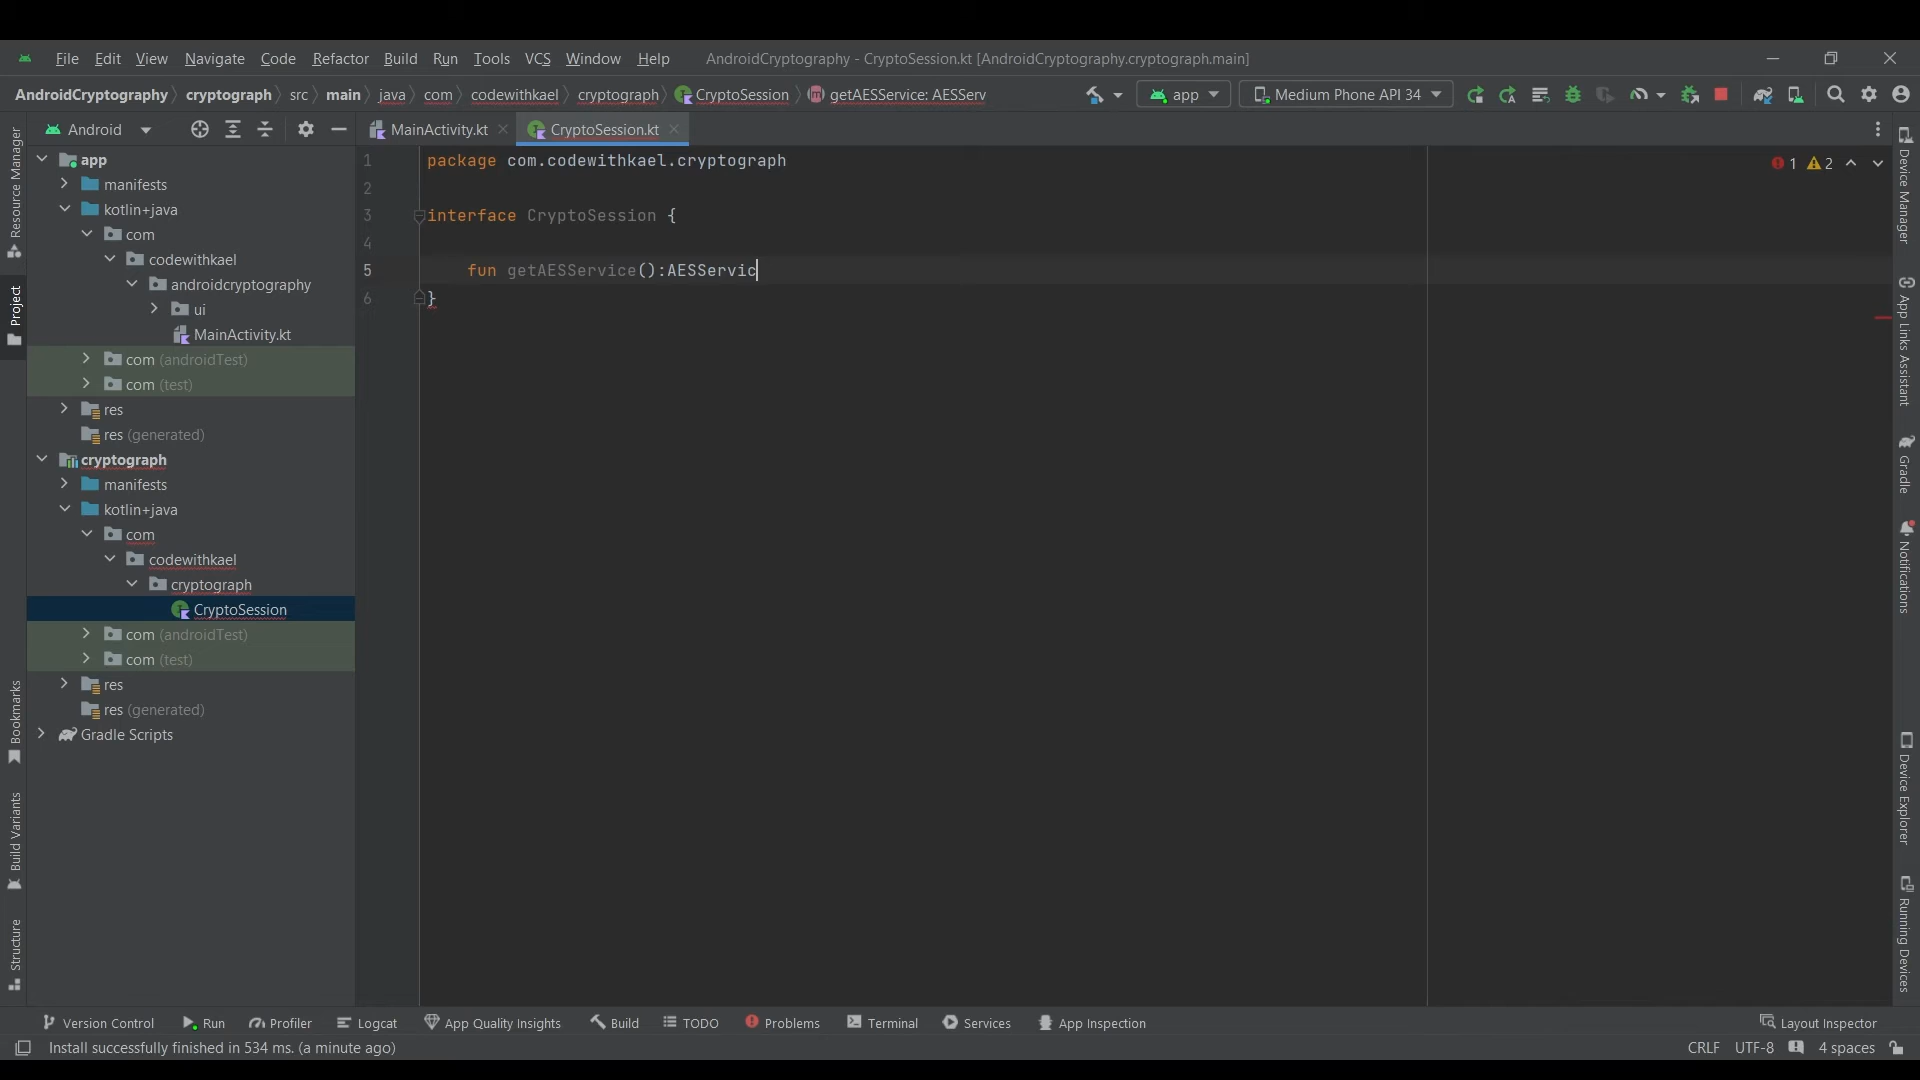 File Edit View Navigate Code Refactor Build Run Tools VCS Window Help AndroidCryptography - CryptoSession.kt [AndroidCryptography.cryptograph.main]
AndroidCryptography cryptograph src main java com codewithkael cryptograph CryptoSession getAESService: AESServ app Medium Phone API 34
Android MainActivity.kt CryptoSession.kt
app
manifests
kotlin+java
com
codewithkael
androidcryptography
ui
MainActivity.kt
com (androidTest)
com (test)
res
res (generated)
cryptograph
manifests
kotlin+java
com
codewithkael
cryptograph
CryptoSession
com (androidTest)
com (test)
res
res (generated)
Gradle Scripts
1 package com.codewithkael.cryptograph
2
3 interface CryptoSession {
4
5 fun getAESService():AESServic
6 }
1 2
Resource Manager
Project
Bookmarks
Build Variants
Structure
Device Manager
App Links Assistant
Gradle
Notifications
Device Explorer
Running Devices
Version Control Run Profiler Logcat App Quality Insights Build TODO Problems Terminal Services App Inspection Layout Inspector
Install successfully finished in 534 ms. (a minute ago) CRLF UTF-8 4 spaces